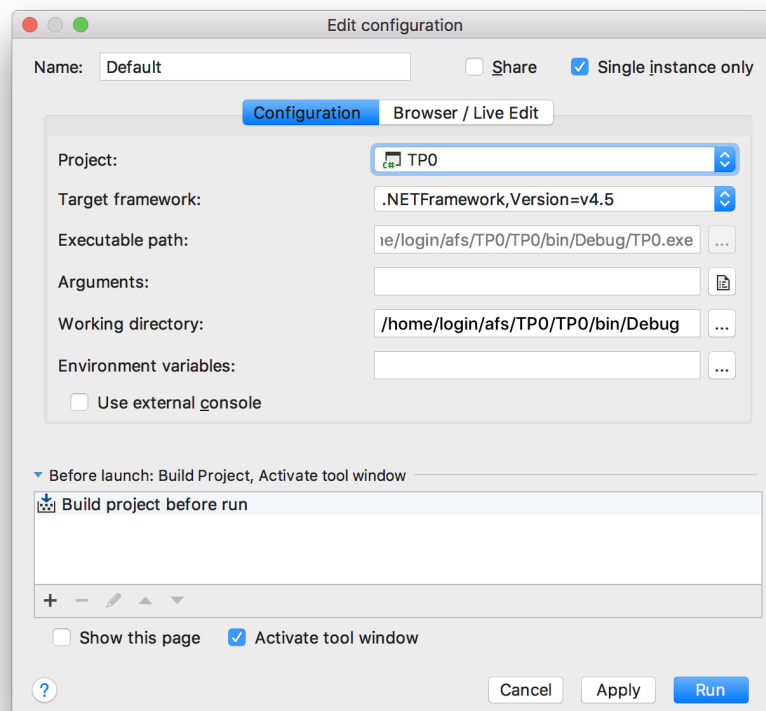 Edit configuration
Name: Default Share Single instance only
Configuration Browser / Live Edit
Project: C# TP0
Target framework: .NETFramework,Version=v4.5
Executable path: /login/afs/TP0/TP0/bin/Debug/TP0.exe ...
Arguments:
Working directory: /home/login/afs/TP0/TP0/bin/Debug ...
Environment variables: ...
Use external console
Before launch: Build Project, Activate tool window
Build project before run
Show this page Activate tool window
? Cancel Apply Run